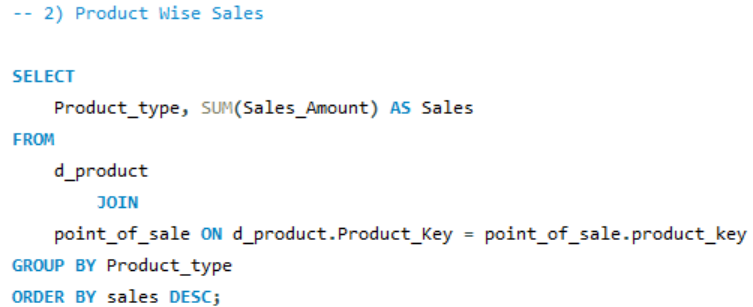 -- 2) Product Wise Sales
SELECT
Product_type, SUM(Sales_Amount) AS Sales
FROM
d_product
JOIN
point_of_sale ON d_product.Product_Key = point_of_sale.product_key
GROUP BY Product_type
ORDER BY sales DESC;